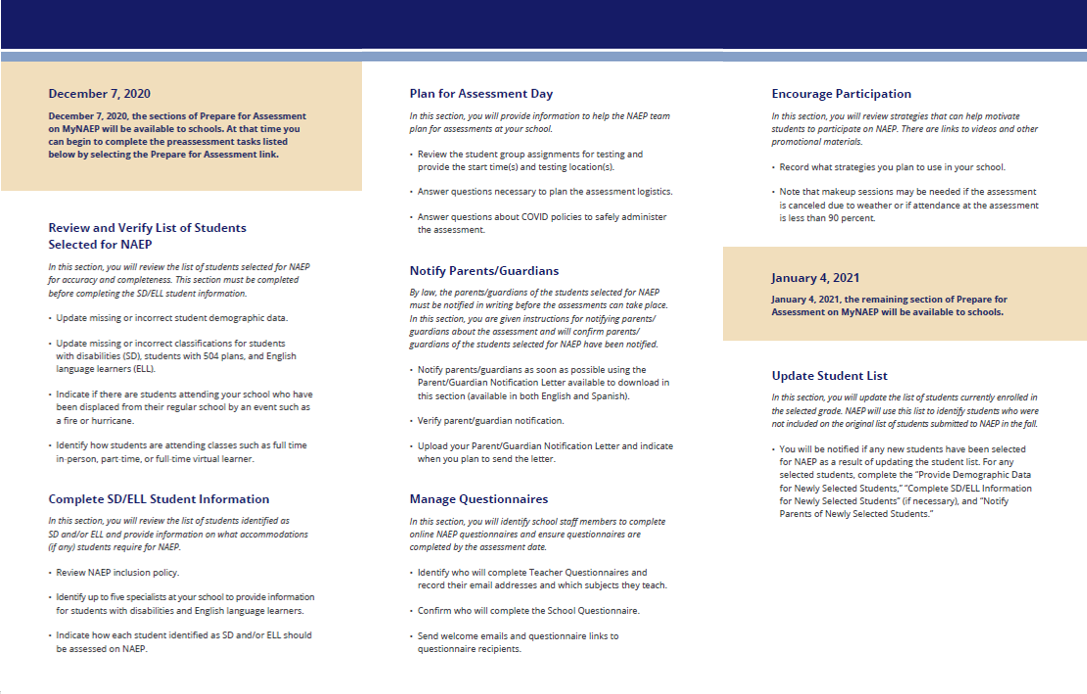 December 7, 2020
December 7, 2020, the sections of Prepare for Assessment
on MyNAEP will be available to schools. At that time you
can begin to complete the preassessment tasks listed
below by selecting the Prepare for Assessment link.
Review and Verify List of Students
Selected for NAEP
In this section, you will review the list of students selected for NAEP
for accuracy and completeness. This section must be completed
before completing the SD/ELL student information.
• Update missing or incorrect student demographic data.
• Update missing or incorrect classifications for students
with disabilities (SD), students with 504 plans, and English
language learners (ELL).
• Indicate if there are students attending your school who have
been displaced from their regular school by an event such as
a fire or hurricane.
• Identify how students are attending classes such as full time
in-person, part-time, or full-time virtual learner.
Complete SD/ELL Student Information
In this section, you will review the list of students identified as
SD and/or ELL and provide information on what accommodations
(if any) students require for NAEP.
• Review NAEP inclusion policy.
• Identify up to five specialists at your school to provide information
for students with disabilities and English language learners.
• Indicate how each student identified as SD and/or ELL should
be assessed on NAEP.
Plan for Assessment Day
In this section, you will provide information to help the NAEP team
plan for assessments at your school.
• Review the student group assignments for testing and
provide the start time(s) and testing location(s).
• Answer questions necessary to plan the assessment logistics.
• Answer questions about COVID policies to safely administer
the assessment.
Notify Parents/Guardians
By law, the parents/guardians of the students selected for NAEP
must be notified in writing before the assessments can take place.
In this section, you are given instructions for notifying parents/
guardians about the assessment and will confirm parents/
guardians of the students selected for NAEP have been notified.
• Notify parents/guardians as soon as possible using the
Parent/Guardian Notification Letter available to download in
this section (available in both English and Spanish).
• Verify parent/guardian notification.
• Upload your Parent/Guardian Notification Letter and indicate
when you plan to send the letter.
Manage Questionnaires
In this section, you will identify school staff members to complete
online NAEP questionnaires and ensure questionnaires are
completed by the assessment date.
• Identify who will complete Teacher Questionnaires and
record their email addresses and which subjects they teach.
• Confirm who will complete the School Questionnaire.
• Send welcome emails and questionnaire links to
questionnaire recipients.
Encourage Participation
In this section, you will review strategies that can help motivate
students to participate on NAEP. There are links to videos and other
promotional materials.
• Record what strategies you plan to use in your school.
• Note that makeup sessions may be needed if the assessment
is canceled due to weather or if attendance at the assessment
is less than 90 percent.
January 4, 2021
January 4, 2021, the remaining section of Prepare for
Assessment on MyNAEP will be available to schools.
Update Student List
In this section, you will update the list of students currently enrolled in
the selected grade. NAEP will use this list to identify students who were
not included on the original list of students submitted to NAEP in the fall.
• You will be notified if any new students have been selected
for NAEP as a result of updating the student list. For any
selected students, complete the “Provide Demographic Data
for Newly Selected Students,” “Complete SD/ELL Information
for Newly Selected Students” (if necessary), and “Notify
Parents of Newly Selected Students.”